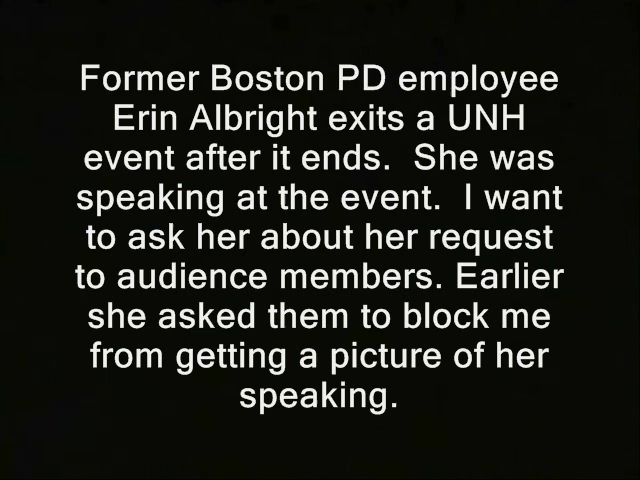 Former Boston PD employee
Erin Albright exits a UNH
event after it ends.  She was
speaking at the event.  I want
to ask her about her request
to audience members. Earlier
she asked them to block me
from getting a picture of her
speaking.